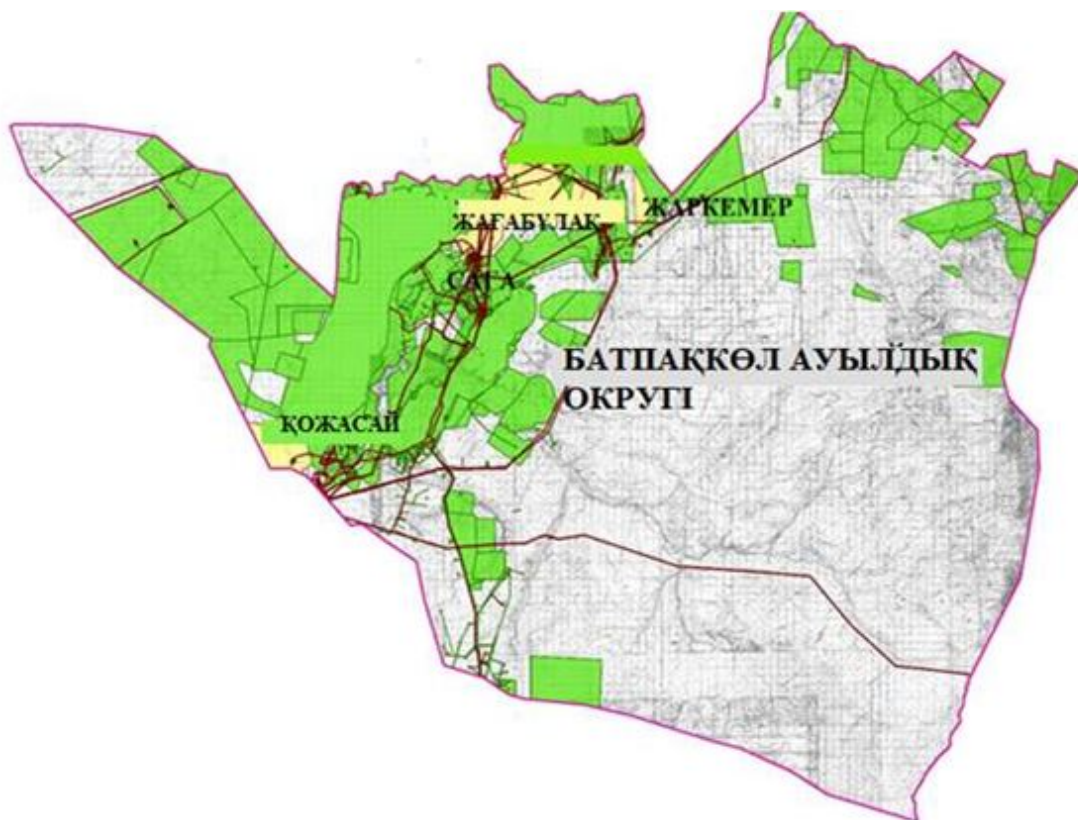 ЖАРКЕМЕР
ЖАҒАБҰЛАҚ
САҒА
БАТПАҚКӨЛ АУЫЛДЫҚ
ОКРУГІ
ҚОЖАСАЙ